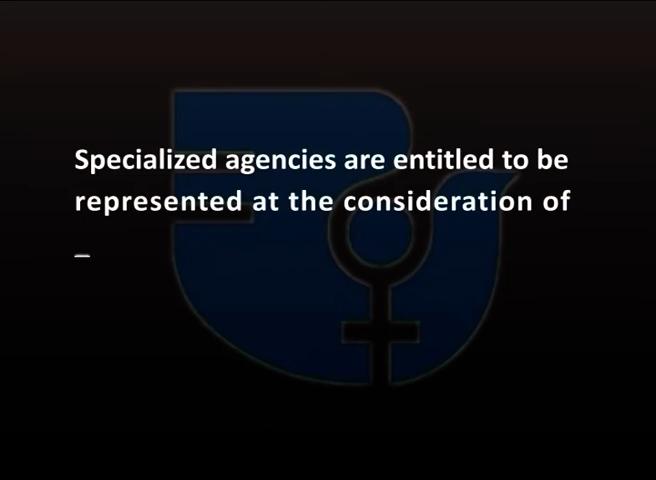 Specialized agencies are entitled to be
represented at the consideration of
_